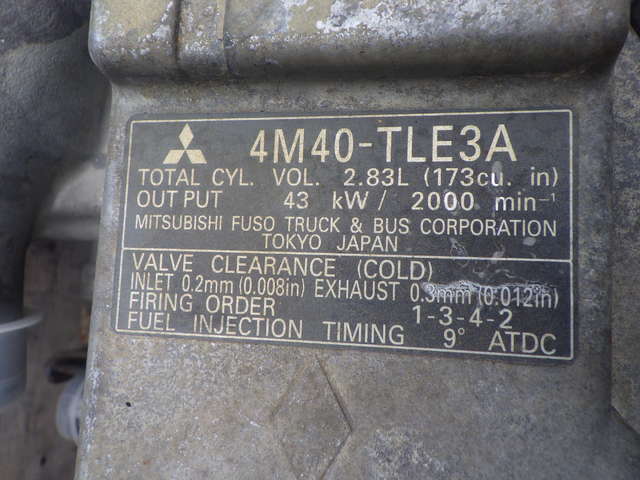 4M40-TLE3A
TOTAL CYL. VOL. 2.83L (173cu. in)
OUTPUT 43 kW/ 2000 min⁻¹
MITSUBISHI FUSO TRUCK & BUS CORPORATION
TOKYO JAPAN
VALVE CLEARANCE (COLD)
INLET 0.2mm (0.008in) EXHAUST 0.3mm (0.012in)
FIRING ORDER 1-3-4-2
FUEL INJECTION TIMING 9° ATDC